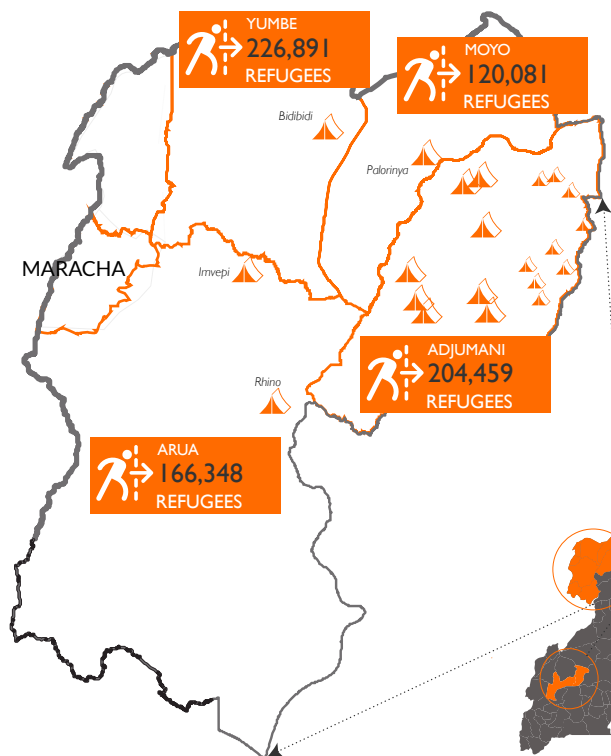 YUMBE
226,891
REFUGEES
MOYO
120,081
REFUGEES
Bidibidi
Palorinya
MARACHA
Imvepi
ADJUMANI
204,459
REFUGEES
Rhino
ARUA
166,348
REFUGEES